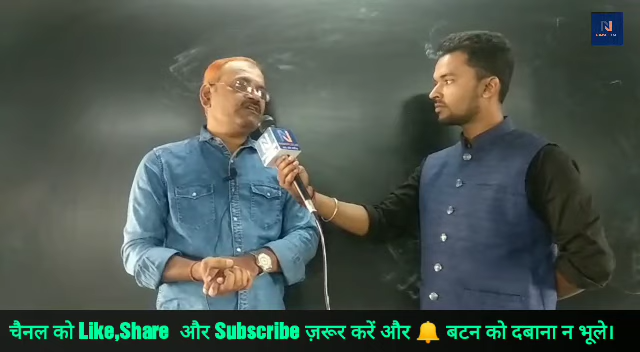 चैनल को Like,Share और Subscribe ज़रूर करें और 🔔 बटन को दबाना न भूले।